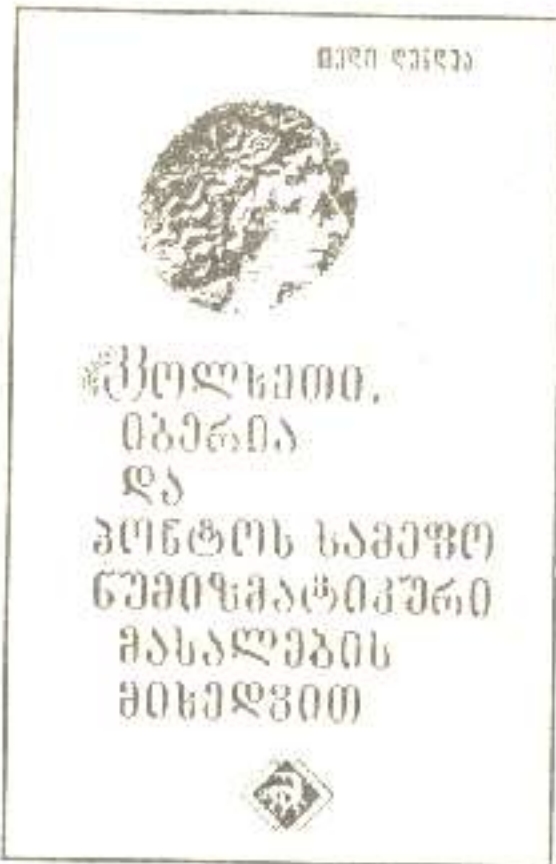 თედო დუნდუა
კოლხეთი,
იბერია
და
პონტოს სამეფო
ნუმიზმატიკური
მასალების
მიხედვით